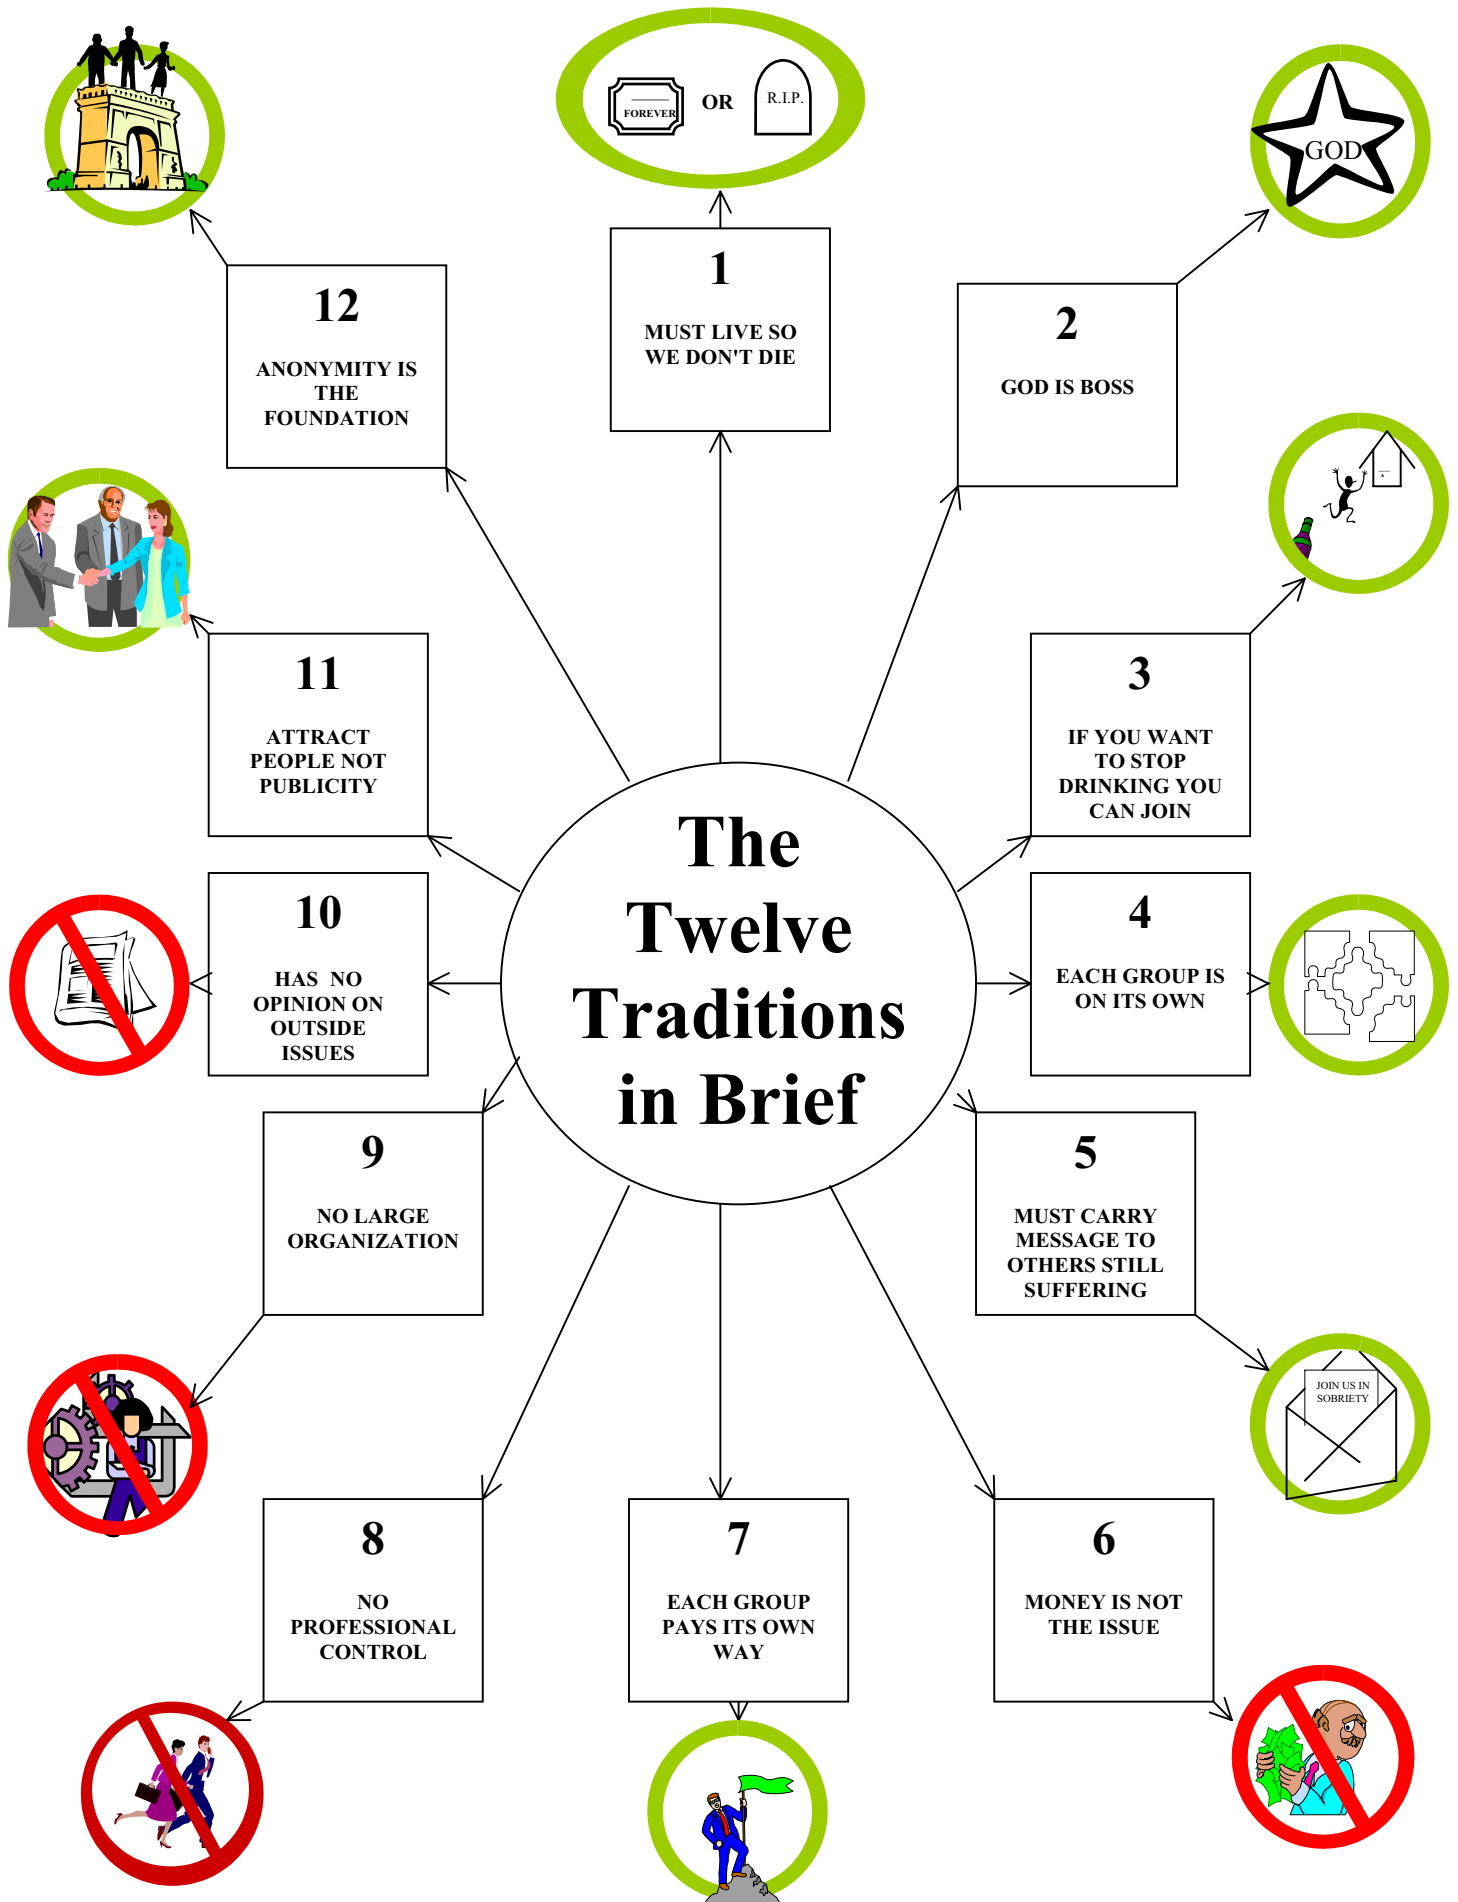 FOREVER
OR
R.I.P.
GOD
1
MUST LIVE SO
WE DON'T DIE
2
GOD IS BOSS
3
IF YOU WANT
TO STOP
DRINKING YOU
CAN JOIN
4
EACH GROUP IS
ON ITS OWN
5
MUST CARRY
MESSAGE TO
OTHERS STILL
SUFFERING
JOIN US IN
SOBRIETY
6
MONEY IS NOT
THE ISSUE
7
EACH GROUP
PAYS ITS OWN
WAY
8
NO
PROFESSIONAL
CONTROL
9
NO LARGE
ORGANIZATION
10
HAS  NO
OPINION ON
OUTSIDE
ISSUES
11
ATTRACT
PEOPLE NOT
PUBLICITY
12
ANONYMITY IS
THE
FOUNDATION
The
Twelve
Traditions
in Brief